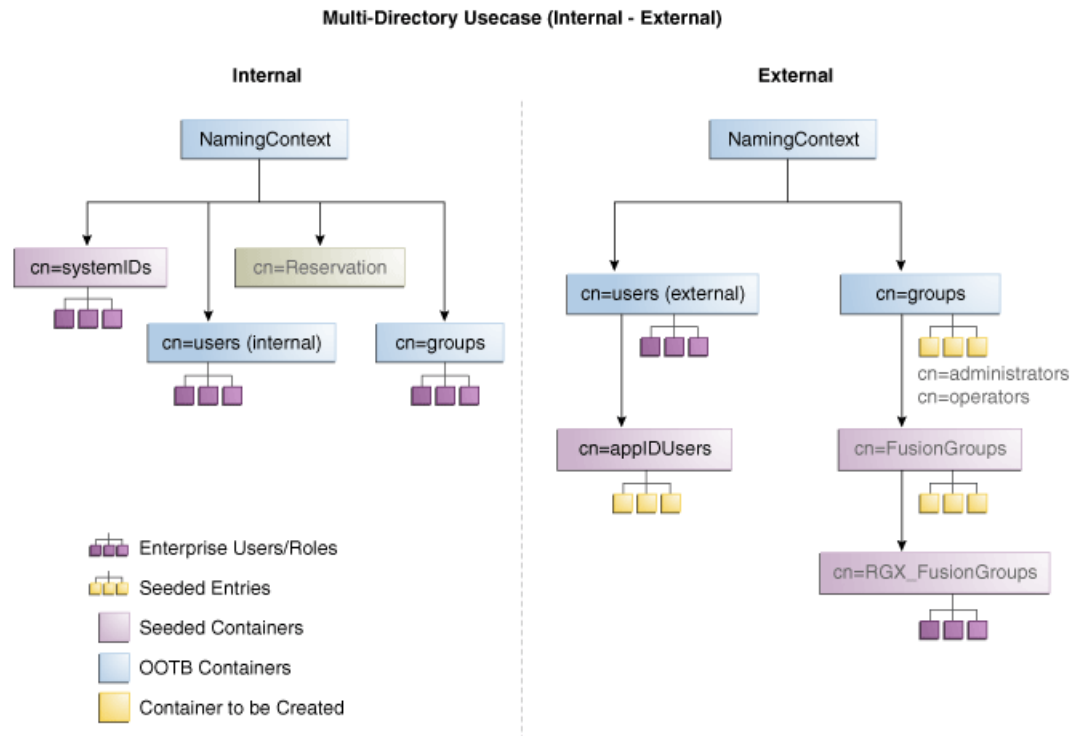 Multi-Directory Usecase (Internal - External)
Internal
External
NamingContext
NamingContext
cn=systemIDs
cn=Reservation
cn=users (internal)
cn=groups
cn=users (external)
cn=groups
cn=administrators
cn=operators
cn=appIDUsers
cn=FusionGroups
cn=RGX_FusionGroups
Enterprise Users/Roles
Seeded Entries
Seeded Containers
OOTB Containers
Container to be Created